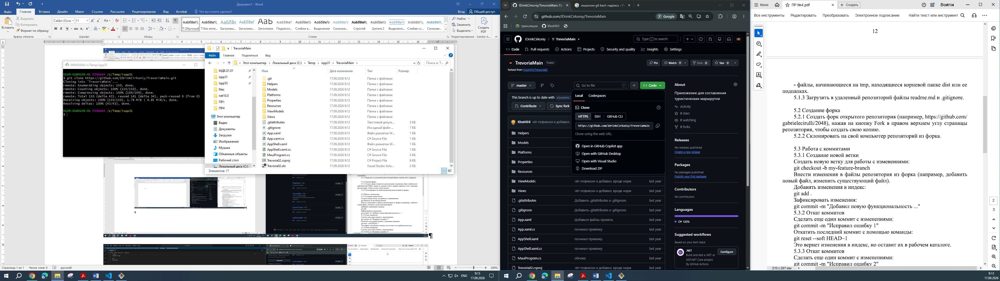 Документ1 - Word
Файл Главная Вставка Дизайн Макет Ссылки Рассылки Рецензирование Вид Acrobat Что вы хотите сделать? Вход Общий доступ
Вставить
Вырезать
Копировать
Формат по образцу
Буфер обмена
Calibri (Осн 11
Шрифт
Абзац
¶ Обычный
¶ Без инте...
Заголово...
Заголово...
Заголовок
Подзагол...
Слабое в...
Выделение
Сильное...
Строгий
Цитата 2
Выделенн...
Слабая сс...
Сильная...
Стили
Найти
Заменить
Выделить
Редактирование
Создать PDF
Adobe A...
MINGW64:/c/Temp/ispp31
0109-01@0109-01 MINGW64 /c/Temp/ispp31
$ git clone https://github.com/IDrinkCirkoniy/TrevoriaMain.git
Cloning into 'TrevoriaMain'...
remote: Enumerating objects: 150, done.
remote: Counting objects: 100% (150/150), done.
remote: Compressing objects: 100% (109/109), done.
remote: Total 150 (delta 43), reused 141 (delta 34), pack-reused 0 (from 0)
Receiving objects: 100% (150/150), 1.78 MiB | 4.85 MiB/s, done.
Resolving deltas: 100% (43/43), done.
0109-01@0109-01 MINGW64 /c/Temp/ispp31
$
TrevoriaMain
Файл Главная Поделиться Вид
Этот компьютер > Локальный диск (C:) > Temp > ispp31 > TrevoriaMain >
Поиск в: T...
МДК.01.01
ispp31
Ispp55
files
net10.0
ПР1
ПР4
Этот компьютер
Видео
Документы
Загрузки
Изображения
Музыка
Объемные объекты
Рабочий стол
Локальный диск (C:)
Имя Дата изменения Тип Размер
.git 17.09.2026 9:12 Папка с файлами
Helpers 17.09.2026 9:12 Папка с файлами
Models 17.09.2026 9:12 Папка с файлами
Platforms 17.09.2026 9:12 Папка с файлами
Properties 17.09.2026 9:12 Папка с файлами
Resources 17.09.2026 9:12 Папка с файлами
ViewModels 17.09.2026 9:12 Папка с файлами
Views 17.09.2026 9:12 Папка с файлами
.gitattributes 17.09.2026 9:12 Текстовый докум... 3 КБ
.gitignore 17.09.2026 9:12 Исходный файл ... 7 КБ
App.xaml 17.09.2026 9:12 Файл разметки W... 1 КБ
App.xaml.cs 17.09.2026 9:12 C# Source File 1 КБ
AppShell.xaml 17.09.2026 9:12 Файл разметки W... 1 КБ
AppShell.xaml.cs 17.09.2026 9:12 C# Source File 1 КБ
MauiProgram.cs 17.09.2026 9:12 C# Source File 3 КБ
Trevoria02.csproj 17.09.2026 9:12 C# Project File 6 КБ
Trevoria02.sln 17.09.2026 9:12 Visual Studio Solu... 2 КБ
Элементов: 17
Страница 1 из 1 Число слов: 0 русский
200%
ENG
9:13
17.09.2026
IDrinkCirkoniy/TrevoriaMain: Пр
лицензия git bash надпись - П
github.com/IDrinkCirkoniy/TrevoriaMain
Google
трансляция KlosHiHi
IDrinkCirkoniy / TrevoriaMain
Type / to search
Code Pull requests Actions Projects Security and quality Insights Settings
TrevoriaMain Public
forked from KlosHiHi/Trevoria02
Pin Watch 0 Fork 0 Star 0
master
Go to file T
Code
This branch is up to date with KlosHiHi/
Contribute Sync fork
Local Codespaces
Clone
HTTPS SSH GitHub CLI
https://github.com/IDrinkCirkoniy/TrevoriaMain.
Clone using the web URL.
Open in GitHub Copilot app
Open with GitHub Desktop
Open with Visual Studio
Download ZIP
KlosHiHi чёт пофиксил и добавил,
Helpers
Models
Platforms
Properties
Resources
ViewModels чёт пофиксил и добавил, вроде норм last year
Views чёт пофиксил и добавил, вроде норм last year
.gitattributes Добавить .gitattributes и .gitignore. last year
.gitignore Добавить .gitattributes и .gitignore. last year
App.xaml Добавьте файлы проекта. last year
App.xaml.cs починил привязку last year
AppShell.xaml починил привязку last year
AppShell.xaml.cs починил привязку last year
MauiProgram.cs обнова last year
Trevoria02.csproj чёт пофиксил и добавил, вроде норм last year
About
Приложение для составления
туристических маршрутов
Activity
0 stars
0 watching
0 forks
Releases
No releases published
Create a new release
Packages
No packages published
Publish your first package
Contributors
No contributors
Languages
C# 100%
Suggested workflows
Based on your tech stack
.NET
Build and test a .NET or
ASP.NET Core project.
By GitHub Actions
Configure
Меню ПР №4.pdf Создать Войти
Все инструменты Редактировать Преобразовать Электронное подписание Найти текст или инструмент
12
- файлы, начинающиеся на tmp, находящиеся корневой папке dist или ее
подпапках.
5.1.3 Загрузить в удаленный репозиторий файлы readme.md и .gitignore.
5.2 Создание форка
5.2.1 Создать форк открытого репозитория (например, https://github.com/
gabrielecirulli/2048), нажав на кнопку Fork в правом верхнем углу страницы
репозитория, чтобы создать свою копию.
5.2.2 Склонировать на свой компьютер репозиторий из форка.
5.3 Работа с коммитами
5.3.1 Создание новой ветки
Создать новую ветку для работы с изменениями:
git checkout -b my-feature-branch
Внести изменения в файлы репозитория из форка (например, добавить
новый файл, изменить существующий файл).
Добавить изменения в индекс:
git add .
Зафиксировать изменения:
git commit -m "Добавил новую функциональность ..."
5.3.2 Откат коммитов
Сделать еще один коммит с изменениями:
git commit -m "Исправил ошибку 1"
Откатить последний коммит с помощью команды:
git reset --soft HEAD~1
Это вернет изменения в индекс, но оставит их в рабочем каталоге.
5.3.3 Откат коммитов
Сделать еще один коммит с изменениями:
git commit -m "Исправил ошибку 2"
210 x 297 мм
2
3
9:13
17.09.2026